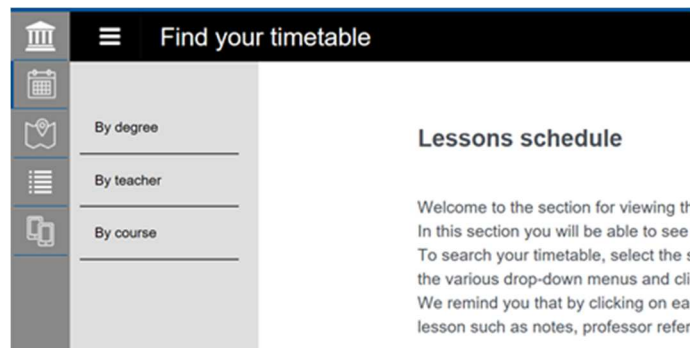 Find your timetable
By degree
By teacher
By course
Lessons schedule
Welcome to the section for viewing
In this section you will be able to see
To search your timetable, select the
the various drop-down menus and
We remind you that by clicking on
lesson such as notes, professor